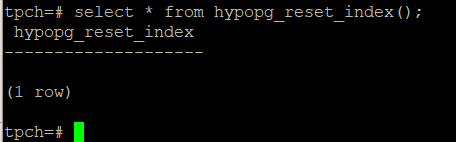 tpch=# select * from hypopg_reset_index();
 hypopg_reset_index
--------------------

(1 row)

tpch=#